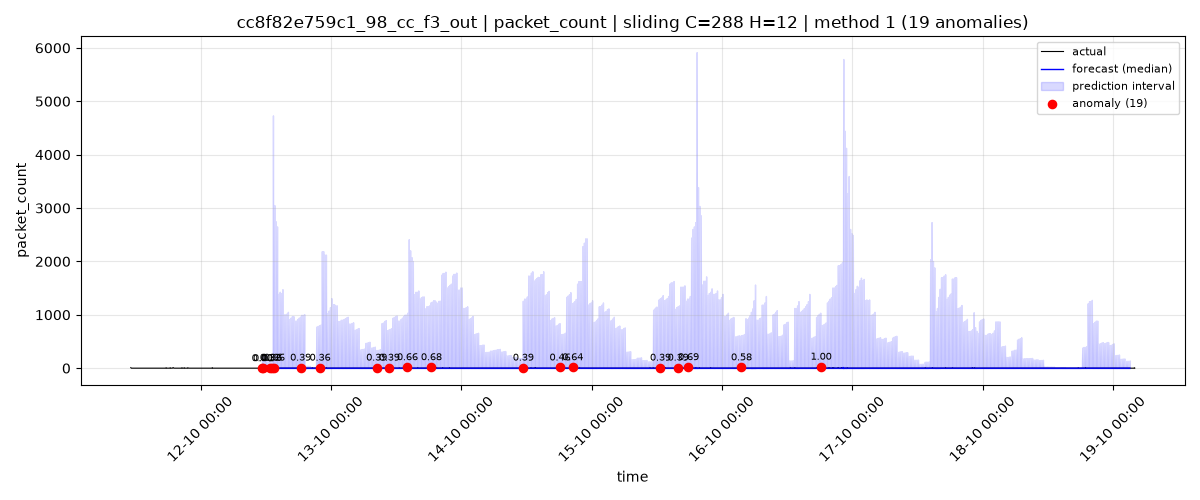 cc8f82e759c1_98_cc_f3_out | packet_count | sliding C=288 H=12 | method 1 (19 anomalies)
packet_count
6000
5000
4000
3000
2000
1000
0
actual
forecast (median)
prediction interval
anomaly (19)
0.39 0.36 0.39 0.39 0.66 0.68 0.39 0.46 0.64 0.39 0.39 0.69 0.58 1.00
12-10 00:00 13-10 00:00 14-10 00:00 15-10 00:00 16-10 00:00 17-10 00:00 18-10 00:00 19-10 00:00
time